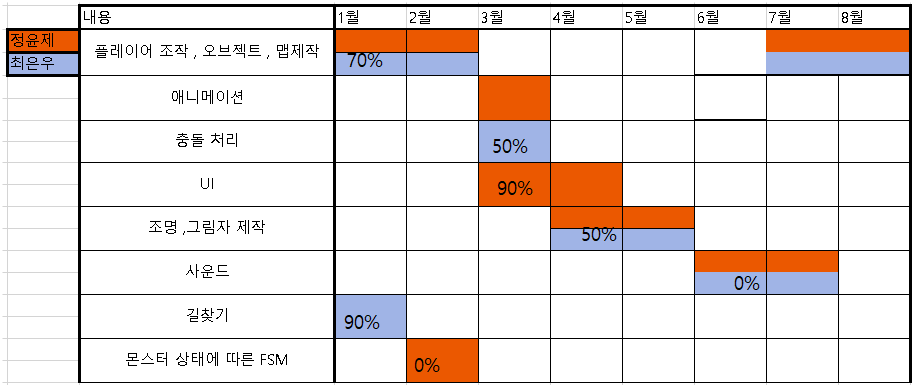 내용 1월 2월 3월 4월 5월 6월 7월 8월
정윤제
최은우
플레이어 조작 , 오브젝트 , 맵제작
70%
애니메이션
충돌 처리 50%
UI 90%
조명 ,그림자 제작 50%
사운드 0%
길찾기 90%
몬스터 상태에 따른 FSM 0%